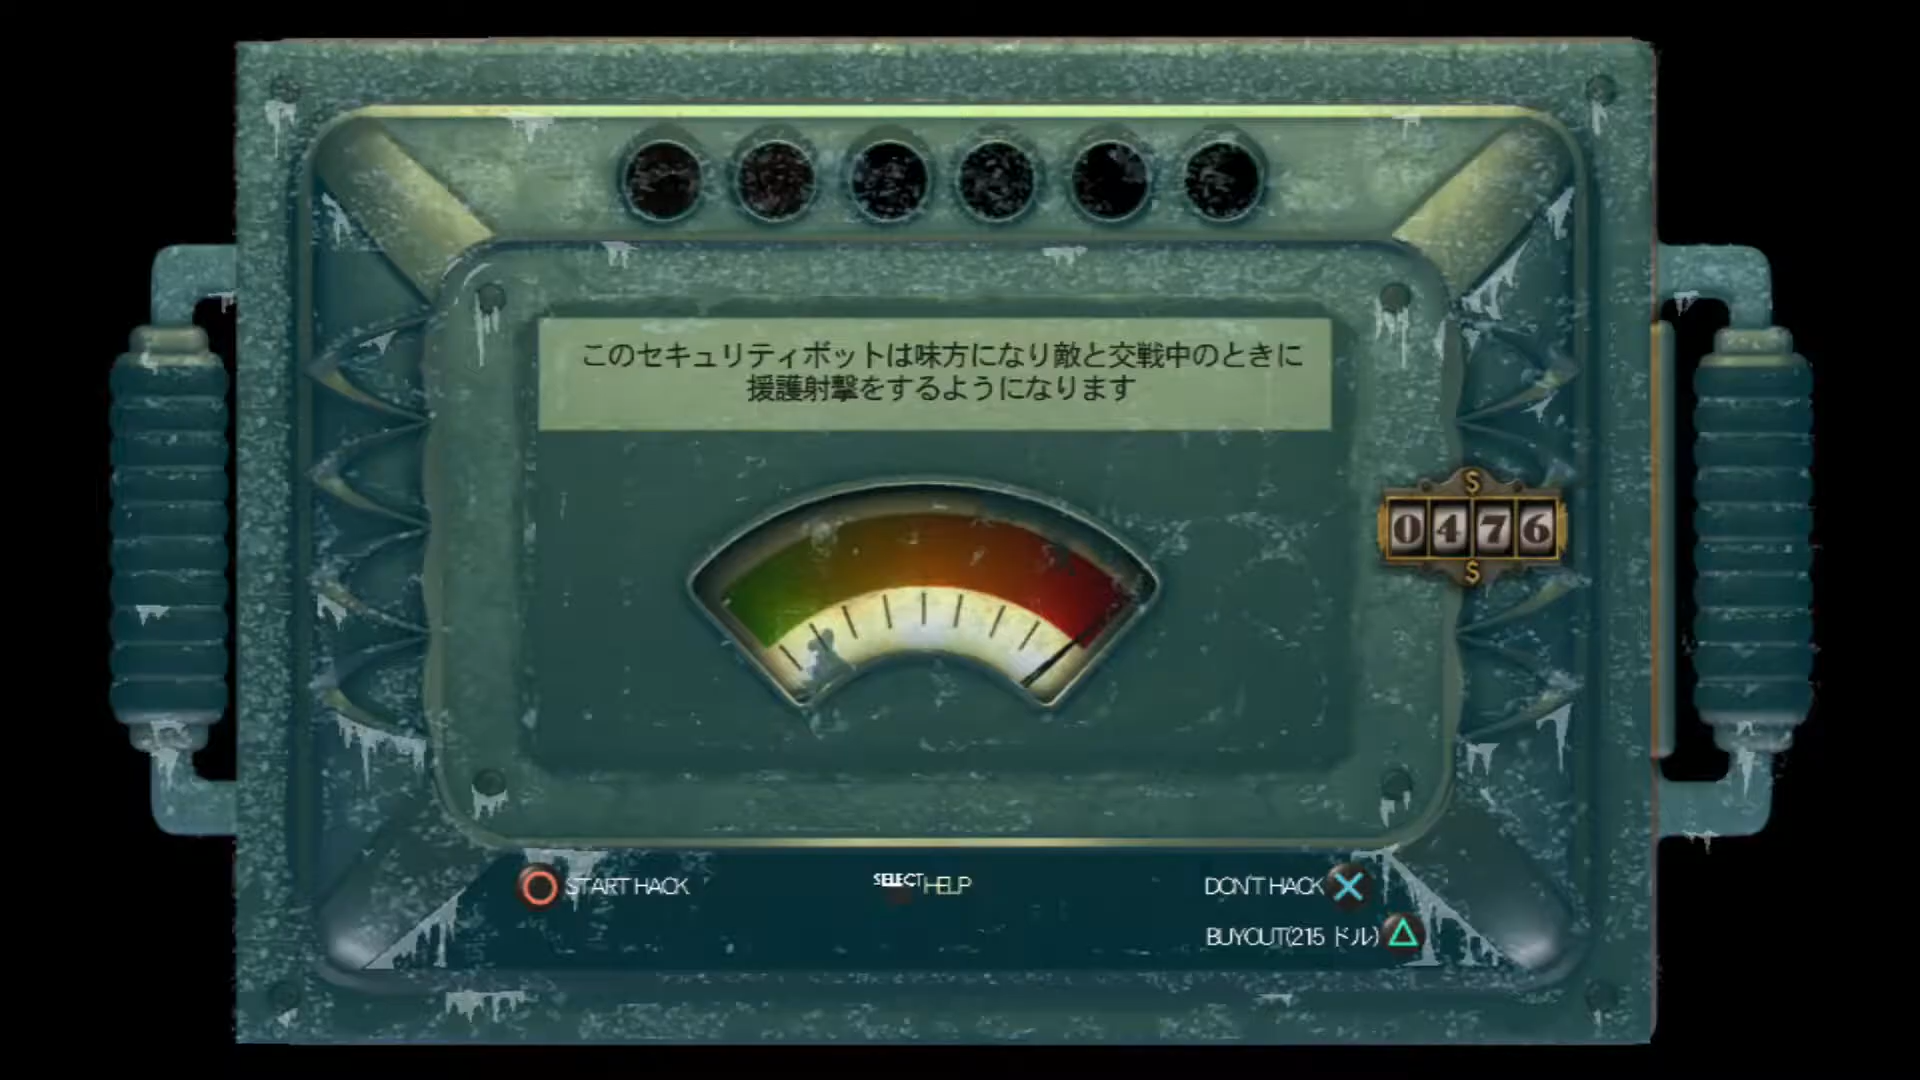 このセキュリティボットは味方になり敵と交戦中のときに
援護射撃をするようになります
$
0476
$
START HACK
SELECT HELP
DON'T HACK
BUYOUT(215 ドル)